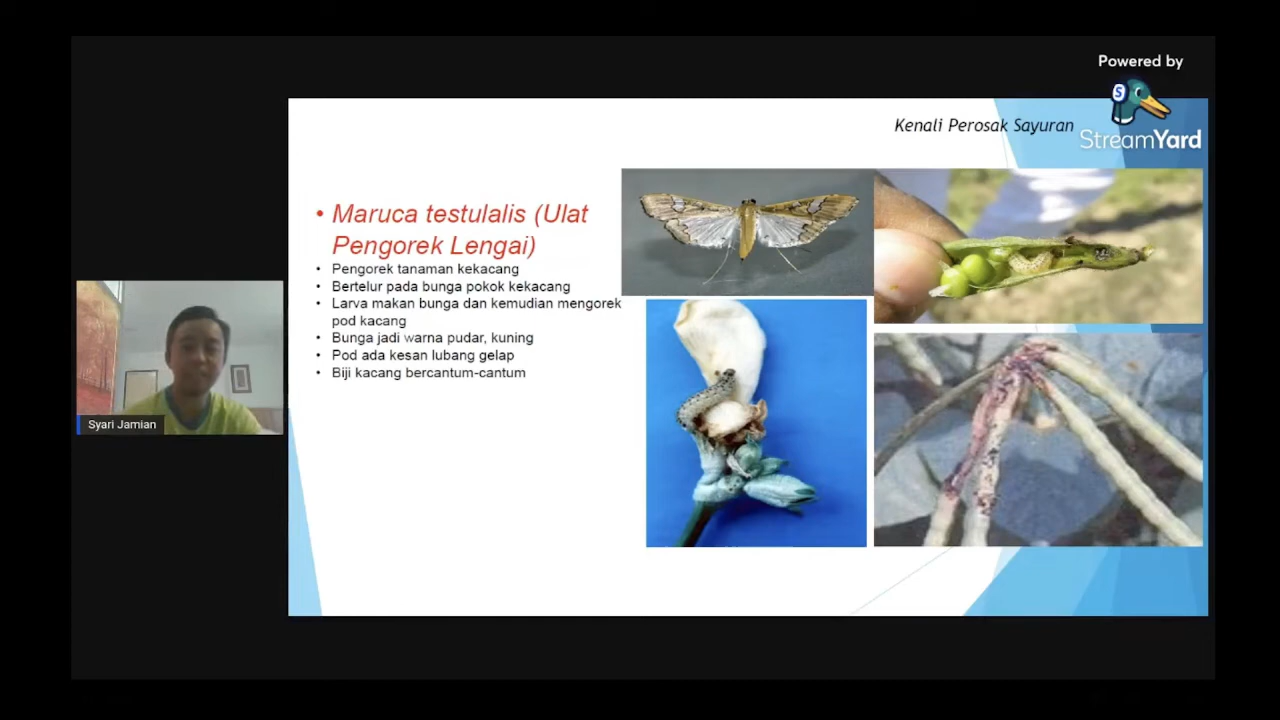 Powered by
StreamYard
Kenali Perosak Sayuran
• Maruca testulalis (Ulat
Pengorek Lengai)
• Pengorek tanaman kekacang
• Bertelur pada bunga pokok kekacang
• Larva makan bunga dan kemudian mengorek
pod kacang
• Bunga jadi warna pudar, kuning
• Pod ada kesan lubang gelap
• Biji kacang bercantum-cantum
Syari Jamian